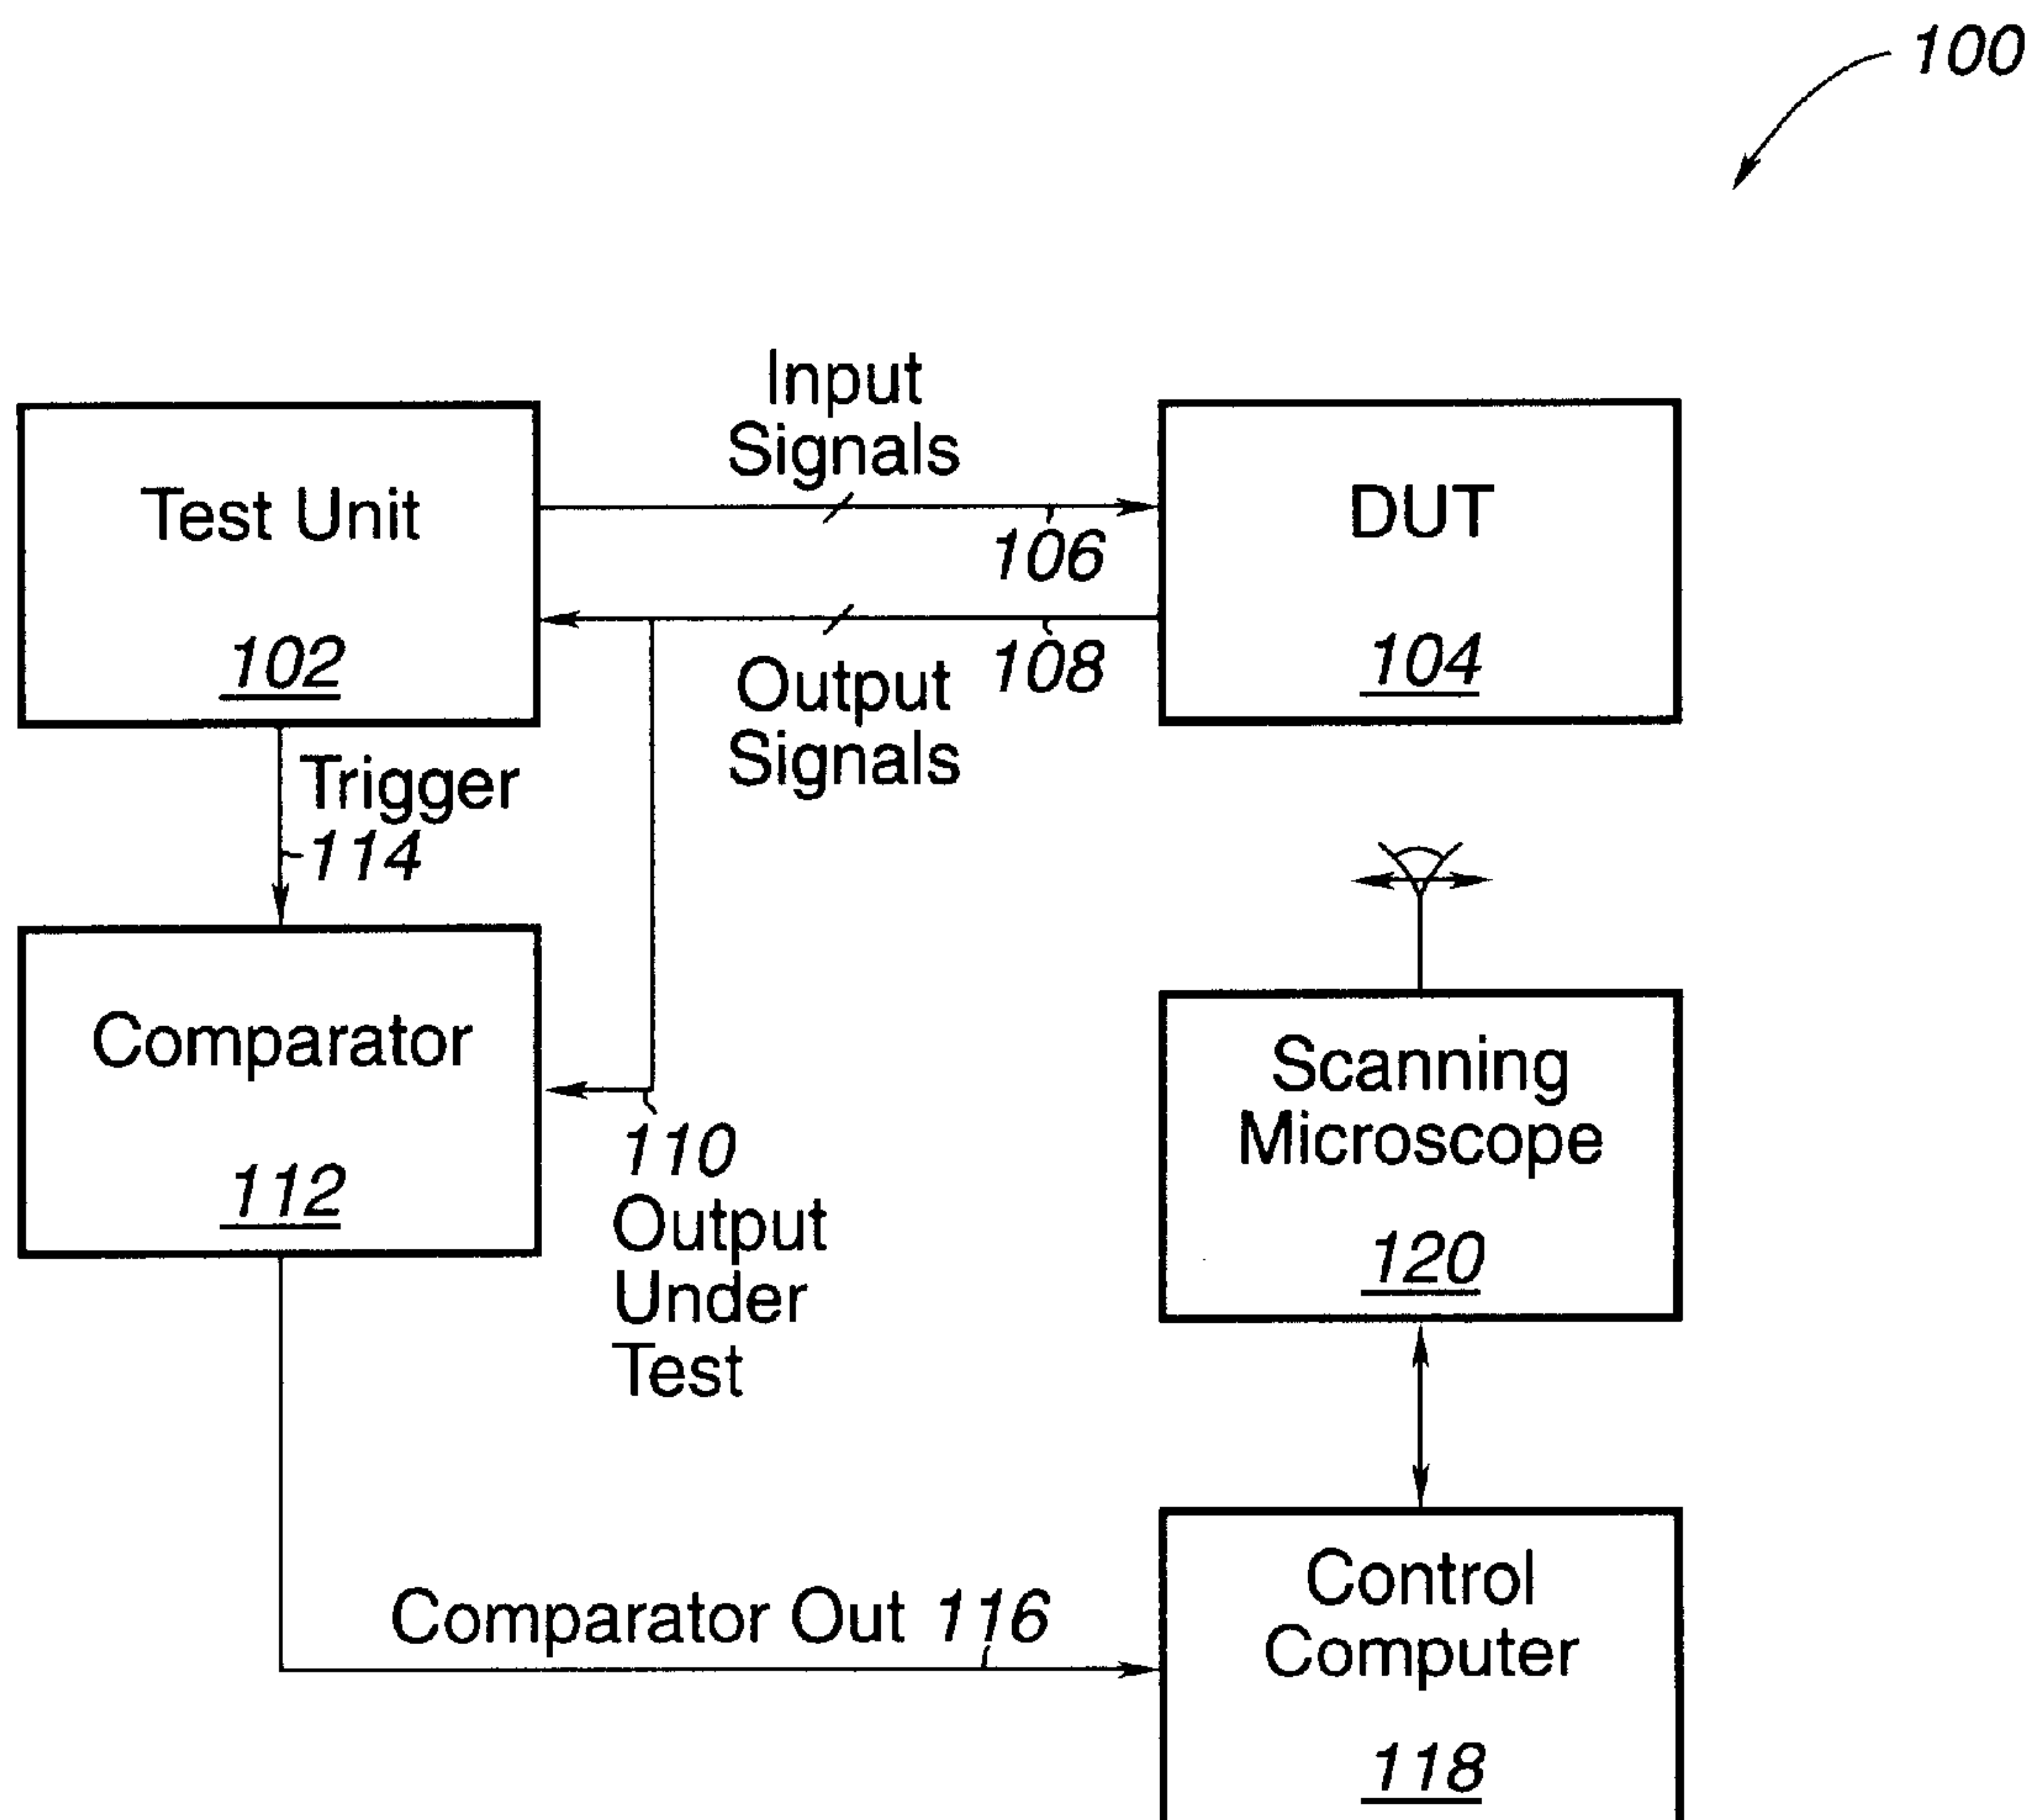 100
Input
Signals
Test Unit
102
106
DUT
104
108
Output
Signals
Trigger
114
Comparator
112
110
Output
Under
Test
Scanning
Microscope
120
Comparator Out 116
Control
Computer
118